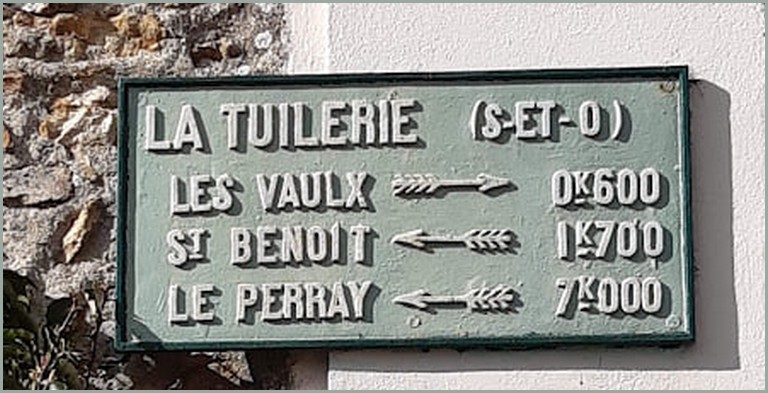 LA TUILERIE (S-ET-O)
LES VAULX 0K600
ST BENOIT 1K700
LE PERRAY 7K000